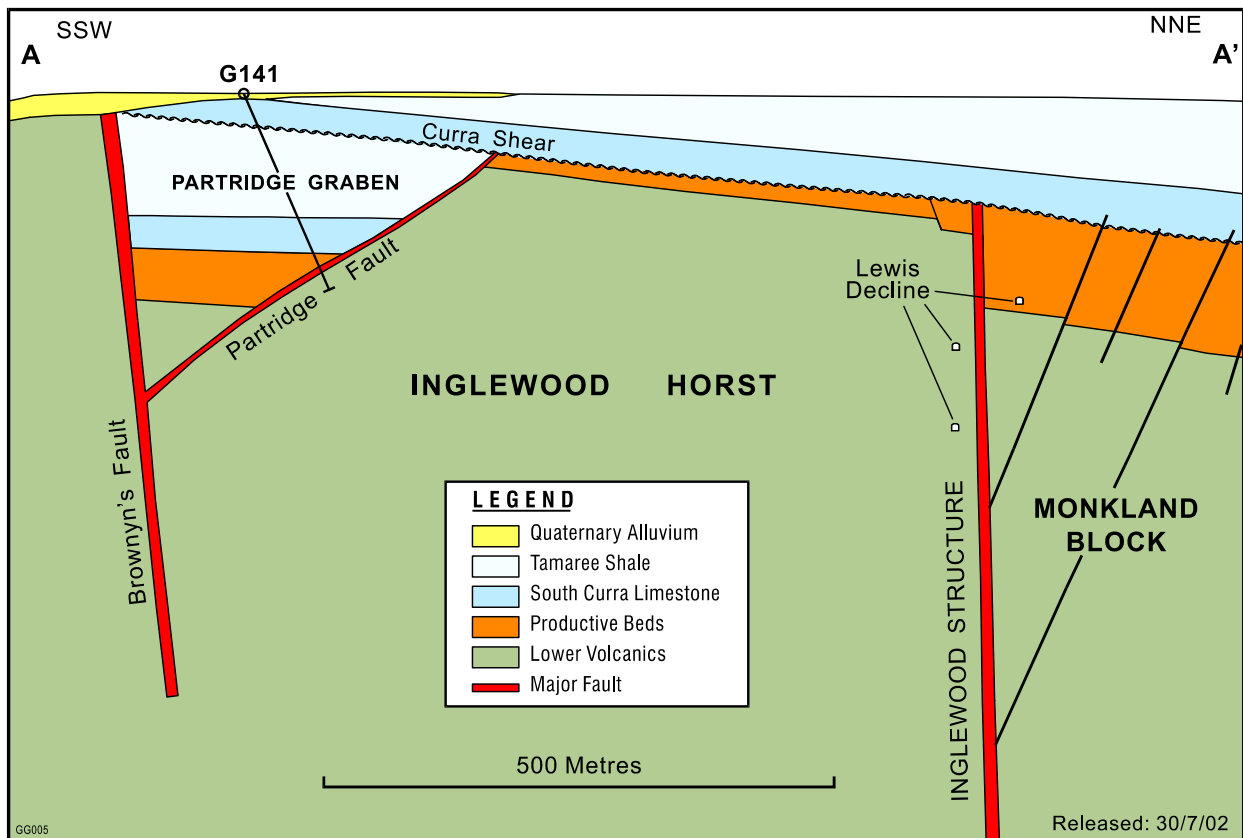 SSW
NNE
A
A'
G141
Curra Shear
PARTRIDGE GRABEN
Partridge Fault
Lewis
Decline
INGLEWOOD HORST
Brownyn's Fault
INGLEWOOD STRUCTURE
MONKLAND
BLOCK
LEGEND
Quaternary Alluvium
Tamaree Shale
South Curra Limestone
Productive Beds
Lower Volcanics
Major Fault
500 Metres
GG005
Released: 30/7/02